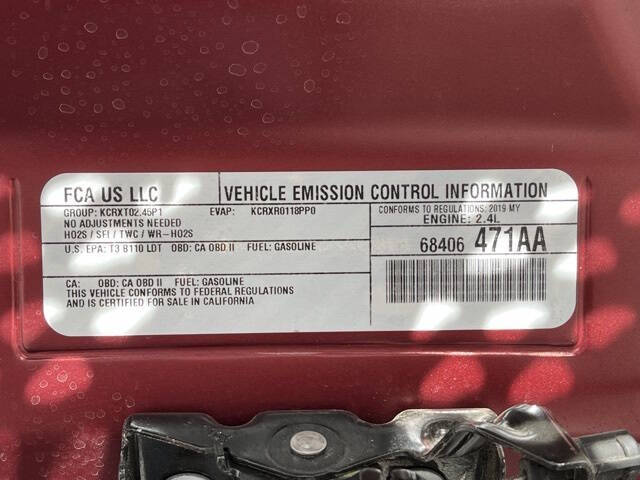 FCA US LLC
VEHICLE EMISSION CONTROL INFORMATION
GROUP: KCRXT02.45P1 EVAP: KCRXR0118PP0
NO ADJUSTMENTS NEEDED
HO2S / SFI / TWC / WR-HO2S
CONFORMS TO REGULATIONS: 2019 MY
ENGINE: 2.4L
U.S. EPA: T3 B110 LDT OBD: CA OBD II FUEL: GASOLINE
68406 471AA
CA: OBD: CA OBD II FUEL: GASOLINE
THIS VEHICLE CONFORMS TO FEDERAL REGULATIONS
AND IS CERTIFIED FOR SALE IN CALIFORNIA